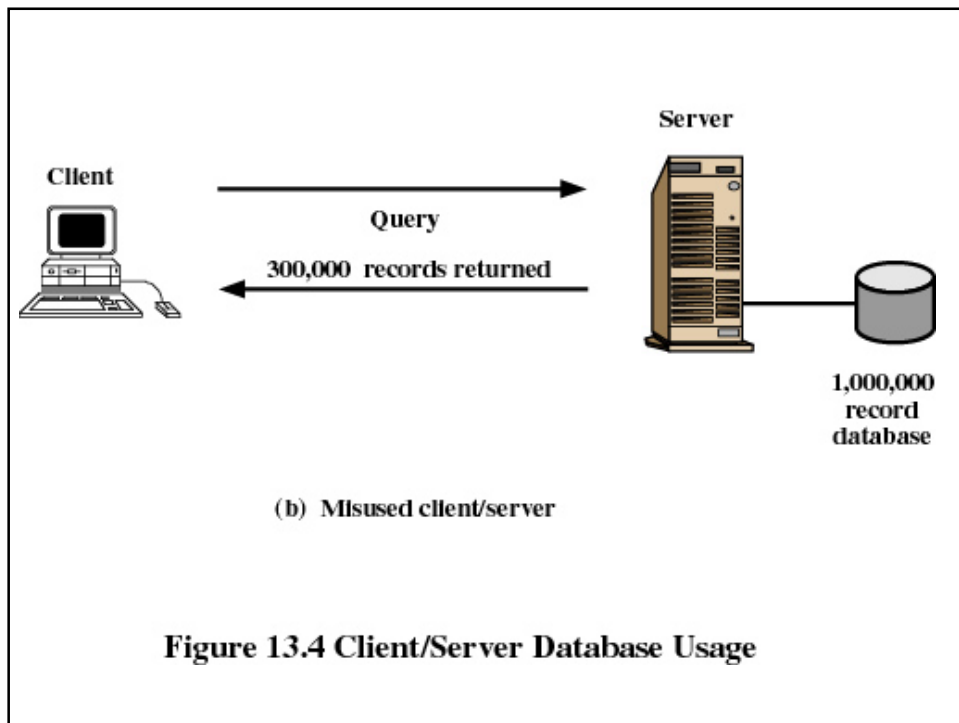 Server
Client
Query
300,000 records returned
1,000,000
record
database
(b) Misused client/server
Figure 13.4 Client/Server Database Usage